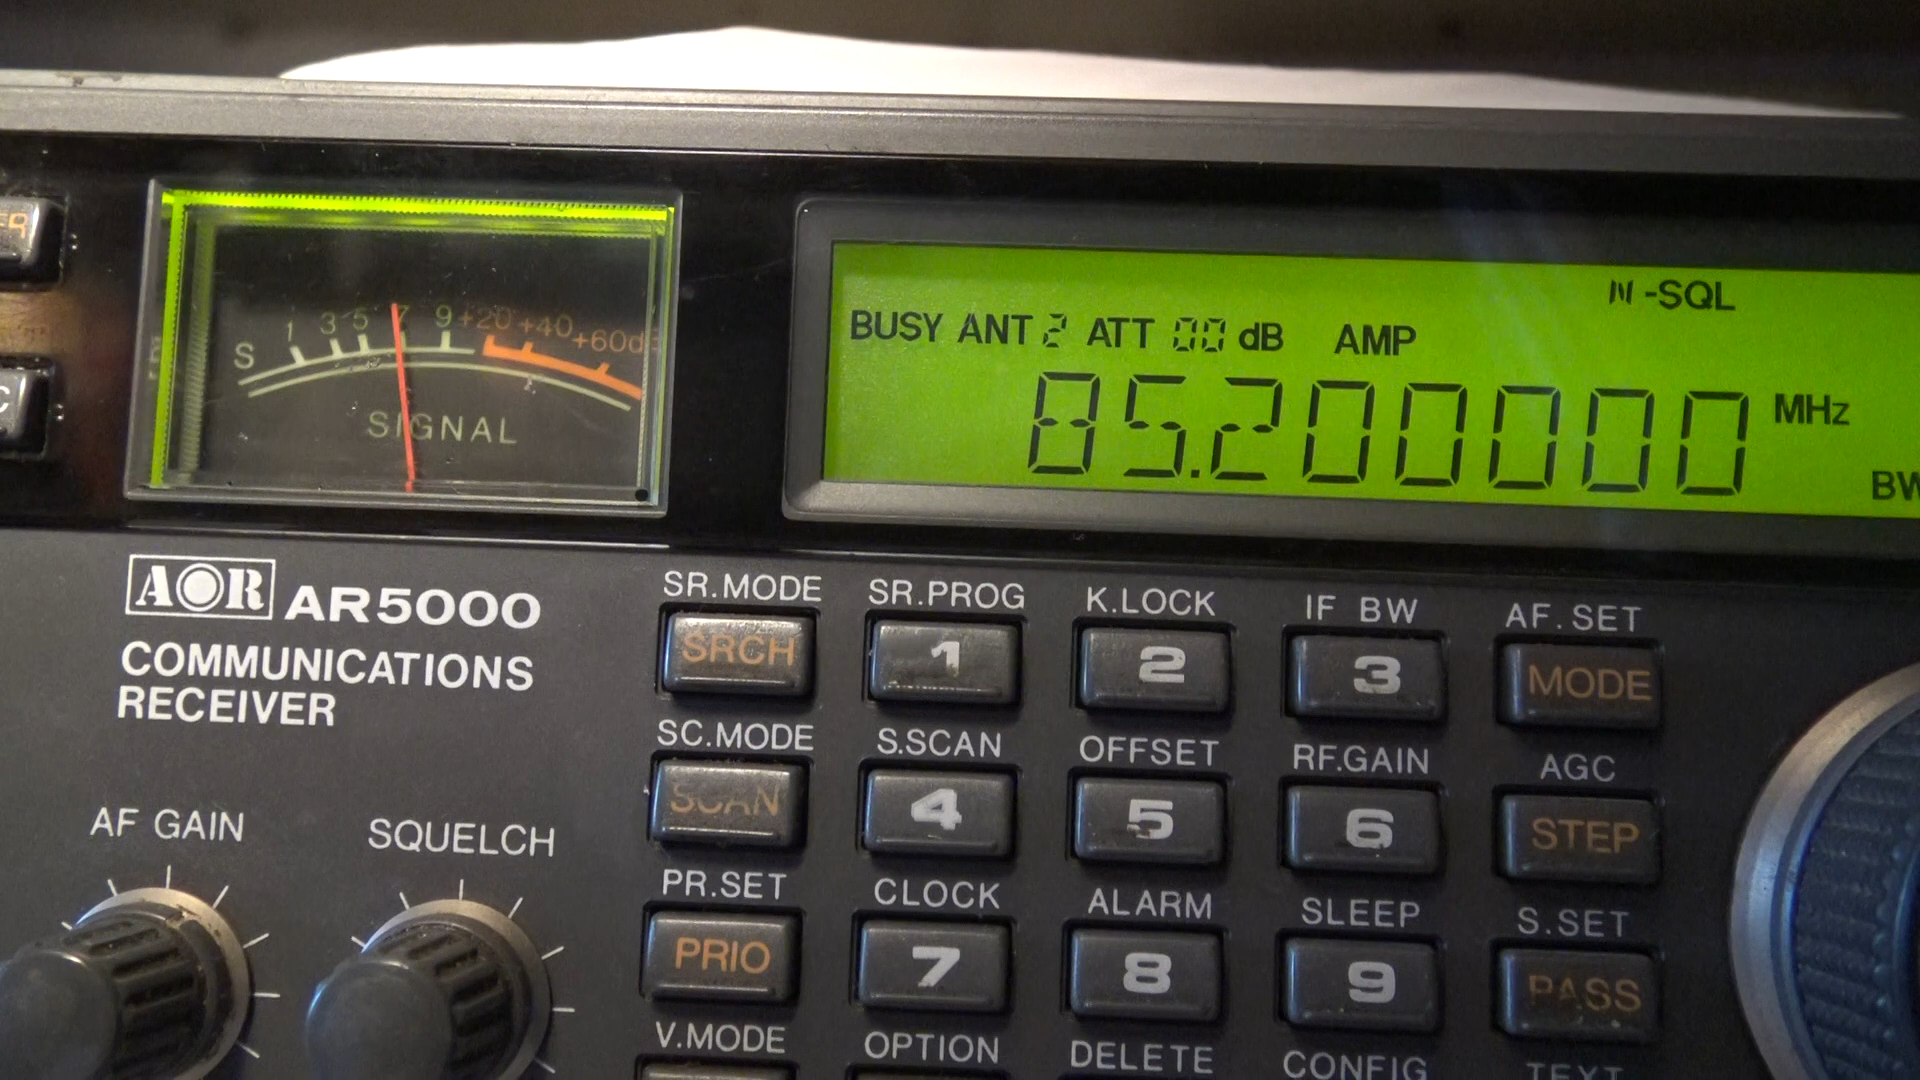 N-SQL
BUSY ANT 2 ATT 00 dB AMP
85.200000 MHz
BW
S 1 3 5 7 9 +20 +40 +60dB
SIGNAL
AOR AR5000
COMMUNICATIONS
RECEIVER
SR.MODE SR.PROG K.LOCK IF BW AF.SET
SRCH 1 2 3 MODE
SC.MODE S.SCAN OFFSET RF.GAIN AGC
SCAN 4 5 6 STEP
AF GAIN SQUELCH
PR.SET CLOCK ALARM SLEEP S.SET
PRIO 7 8 9 PASS
V.MODE OPTION DELETE CONFIG TEXT